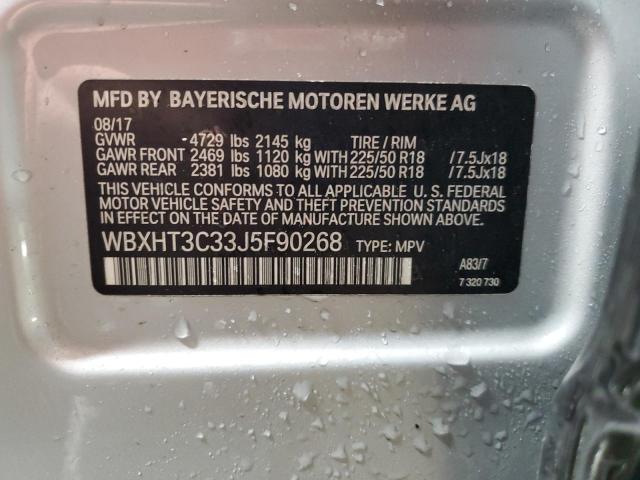 MFD BY BAYERISCHE MOTOREN WERKE AG
08/17
GVWR -4729 lbs 2145 kg TIRE / RIM
GAWR FRONT 2469 lbs 1120 kg WITH 225/50 R18 /7.5Jx18
GAWR REAR 2381 lbs 1080 kg WITH 225/50 R18 /7.5Jx18
THIS VEHICLE CONFORMS TO ALL APPLICABLE U. S. FEDERAL
MOTOR VEHICLE SAFETY AND THEFT PREVENTION STANDARDS
IN EFFECT ON THE DATE OF MANUFACTURE SHOWN ABOVE.
WBXHT3C33J5F90268 TYPE: MPV
A83/7
7 320 730